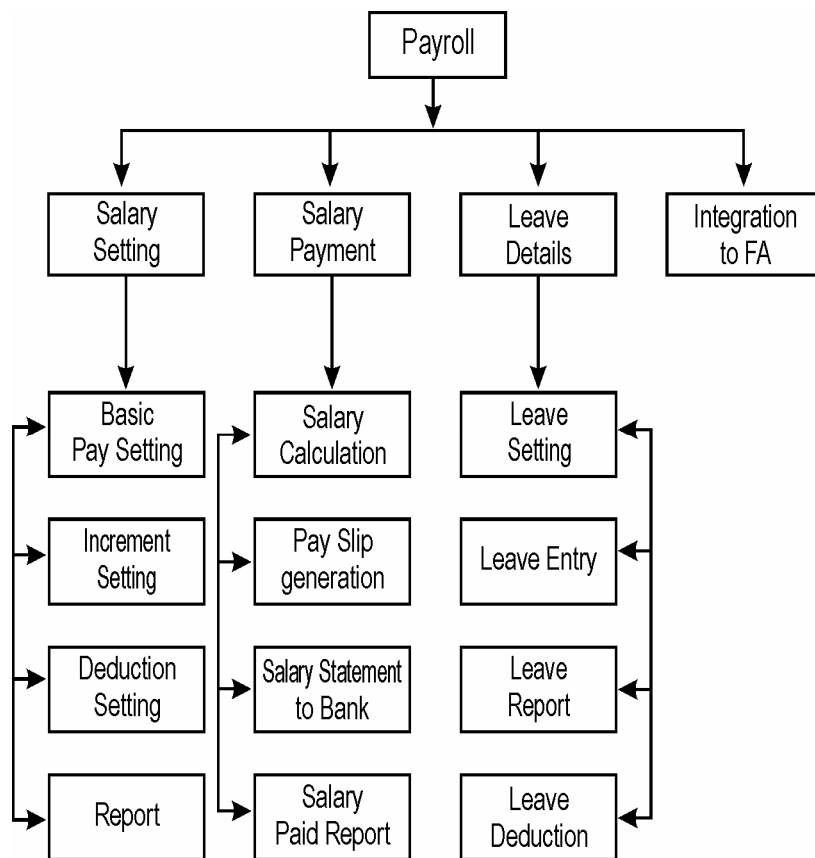 Payroll
Salary
Setting
Salary
Payment
Leave
Details
Integration
to FA
Basic
Pay Setting
Salary
Calculation
Leave
Setting
Increment
Setting
Pay Slip
generation
Leave Entry
Deduction
Setting
Salary Statement
to Bank
Leave
Report
Report
Salary
Paid Report
Leave
Deduction